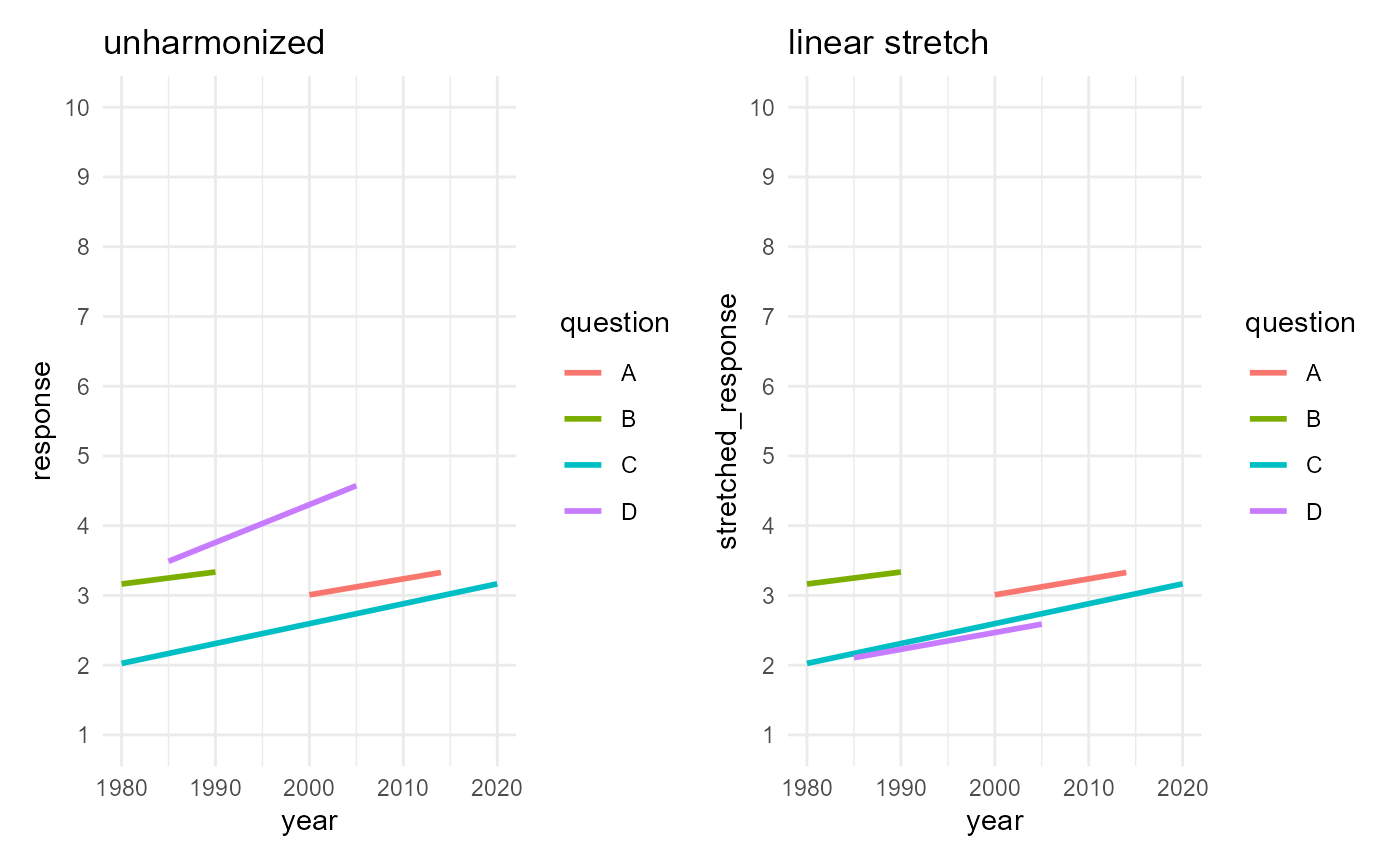 unharmonized
10
9
8
7
6
5
4
3
2
1
response
1980 1990 2000 2010 2020
year
question
A
B
C
D
linear stretch
10
9
8
7
6
5
4
3
2
1
stretched_response
1980 1990 2000 2010 2020
year
question
A
B
C
D